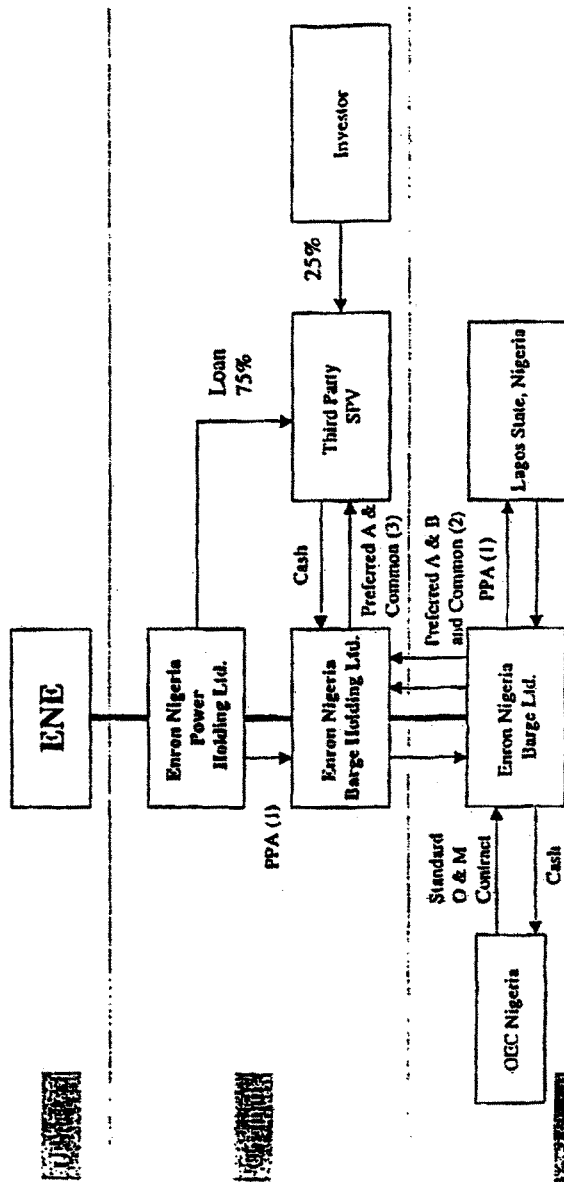 ENE
Enron Nigeria
Power
Holding Ltd.
Loan
75%
PPA (1)
Enron Nigeria
Barge Holding Ltd.
Cash
Preferred A &
Common (3)
Third Party
SPV
25%
Investor
Preferred A & B
and Common (2)
Standard
O & M
Contract
OEC Nigeria
Cash
Enron Nigeria
Barge Ltd.
PPA (1)
Lagos State, Nigeria